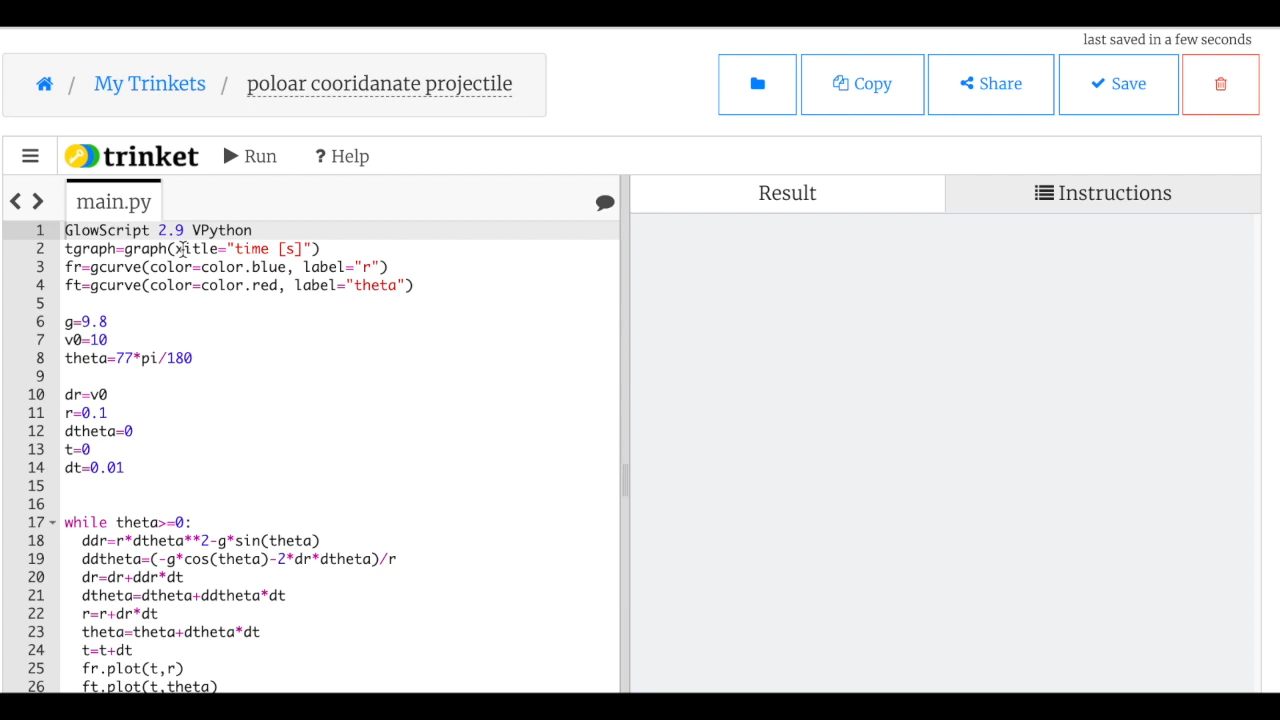 last saved in a few seconds
/ My Trinkets / poloar cooridanate projectile
Copy
Share
Save
trinket
Run
? Help
main.py
Result
Instructions
1 GlowScript 2.9 VPython
2 tgraph=graph(xtitle="time [s]")
3 fr=gcurve(color=color.blue, label="r")
4 ft=gcurve(color=color.red, label="theta")
5
6 g=9.8
7 v0=10
8 theta=77*pi/180
9
10 dr=v0
11 r=0.1
12 dtheta=0
13 t=0
14 dt=0.01
15
16
17 while theta>=0:
18 ddr=r*dtheta**2-g*sin(theta)
19 ddtheta=(-g*cos(theta)-2*dr*dtheta)/r
20 dr=dr+ddr*dt
21 dtheta=dtheta+ddtheta*dt
22 r=r+dr*dt
23 theta=theta+dtheta*dt
24 t=t+dt
25 fr.plot(t,r)
26 ft.plot(t,theta)